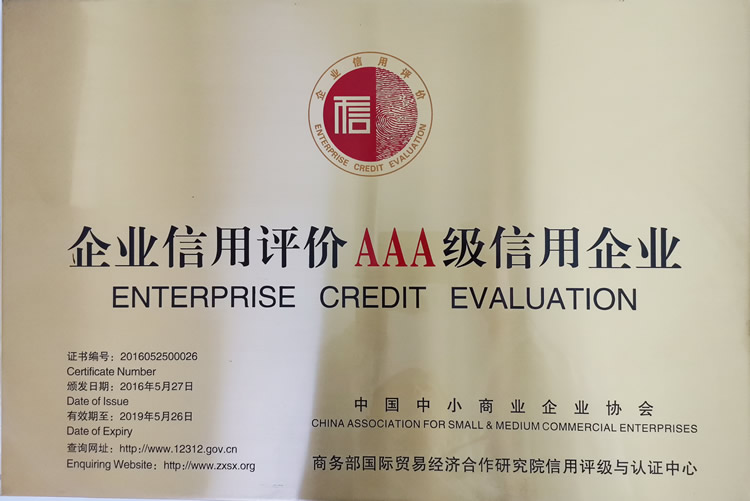 企业信用评价
信
ENTERPRISE CREDIT EVALUATION
企业信用评价AAA级信用企业
ENTERPRISE CREDIT EVALUATION
证书编号：2016052500026
Certificate Number
颁发日期：2016年5月27日
Date of Issue
有效期至：2019年5月26日
Date of Expiry
查询网址：http://www.12312.gov.cn
Enquiring Website：http://www.zxsx.org
中国中小商业企业协会
CHINA ASSOCIATION FOR SMALL & MEDIUM COMMERCIAL ENTERPRISES
商务部国际贸易经济合作研究院信用评级与认证中心